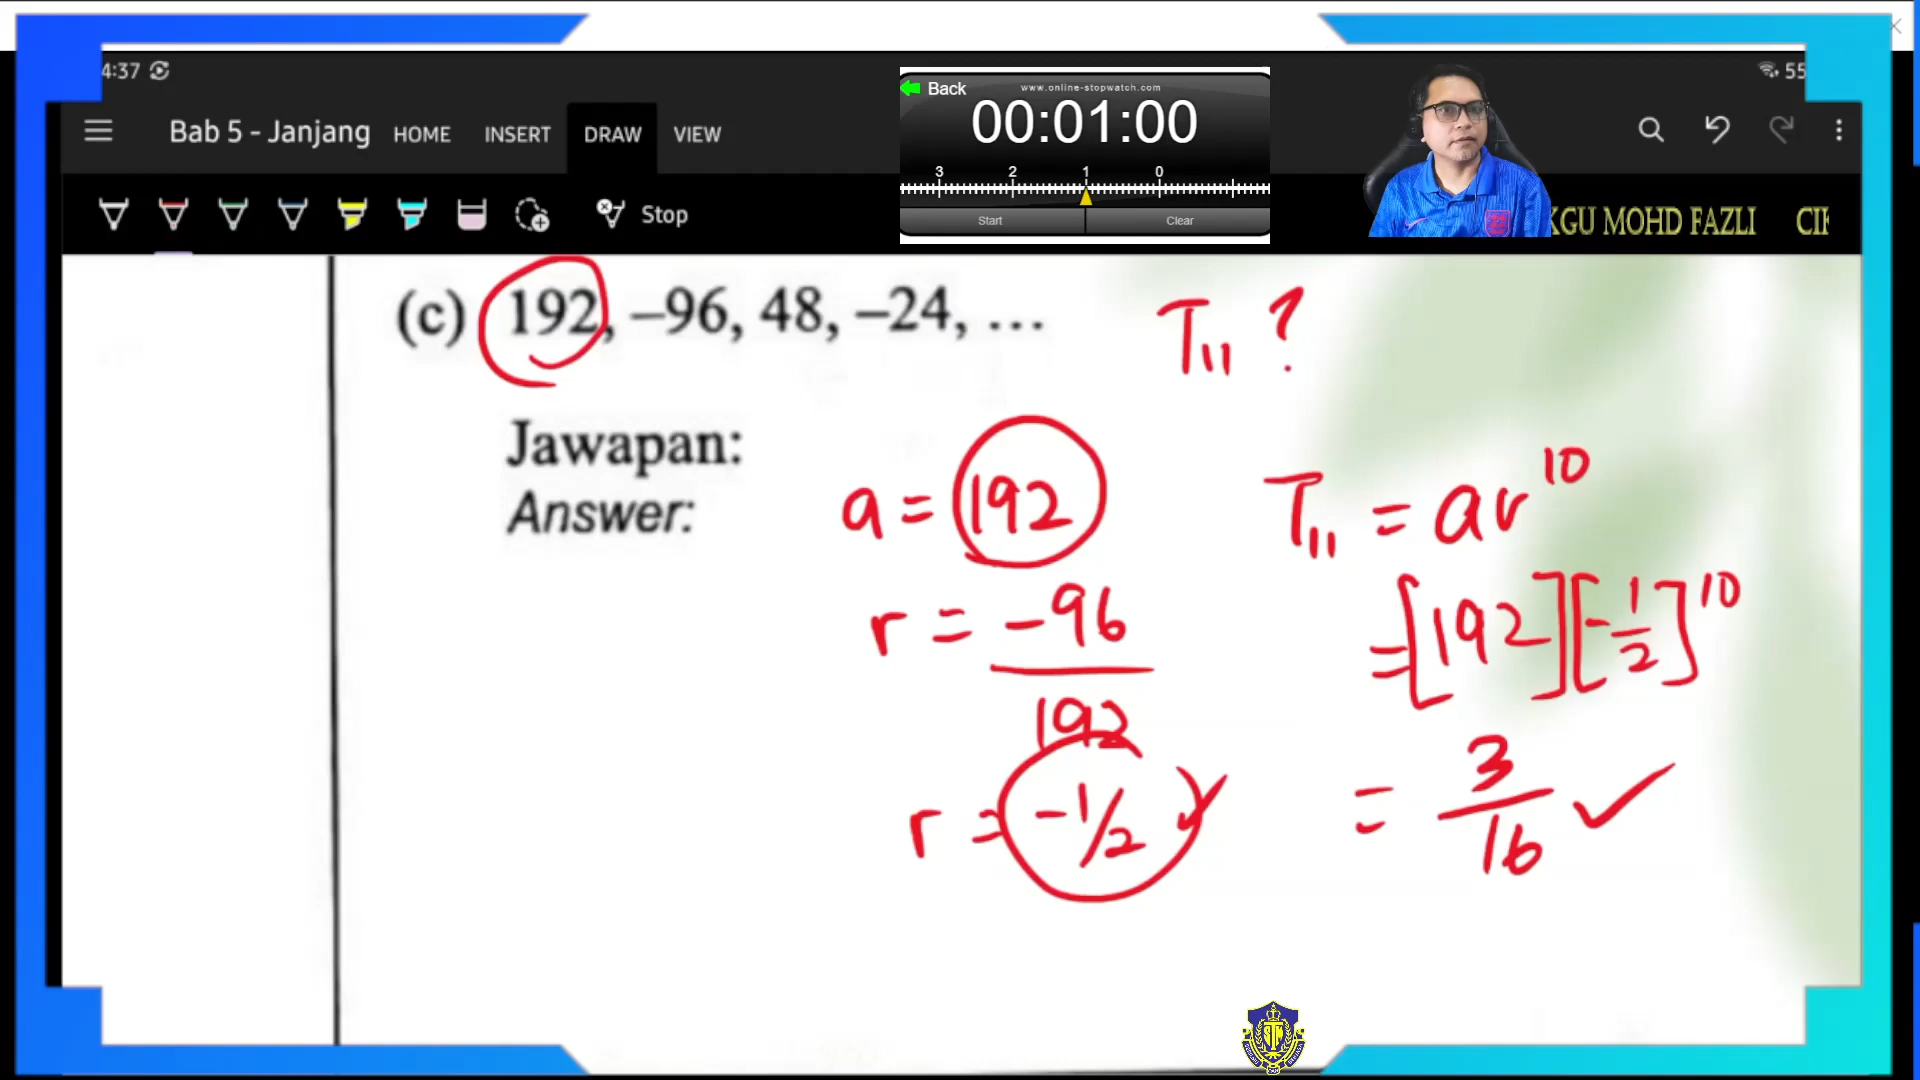 4:37
55
Bab 5 - Janjang HOME INSERT DRAW VIEW
Back
www.online-stopwatch.com
00:01:00
3 2 1 0
Start Clear
Stop
KGU MOHD FAZLI CIK
(c) 192, –96, 48, –24, ...
T₁₁ ?
Jawapan:
Answer:
a = 192
r = -96/192
r = -1/2 ✓
T₁₁ = ar¹⁰
= [192][-1/2]¹⁰
= 3/16 ✓